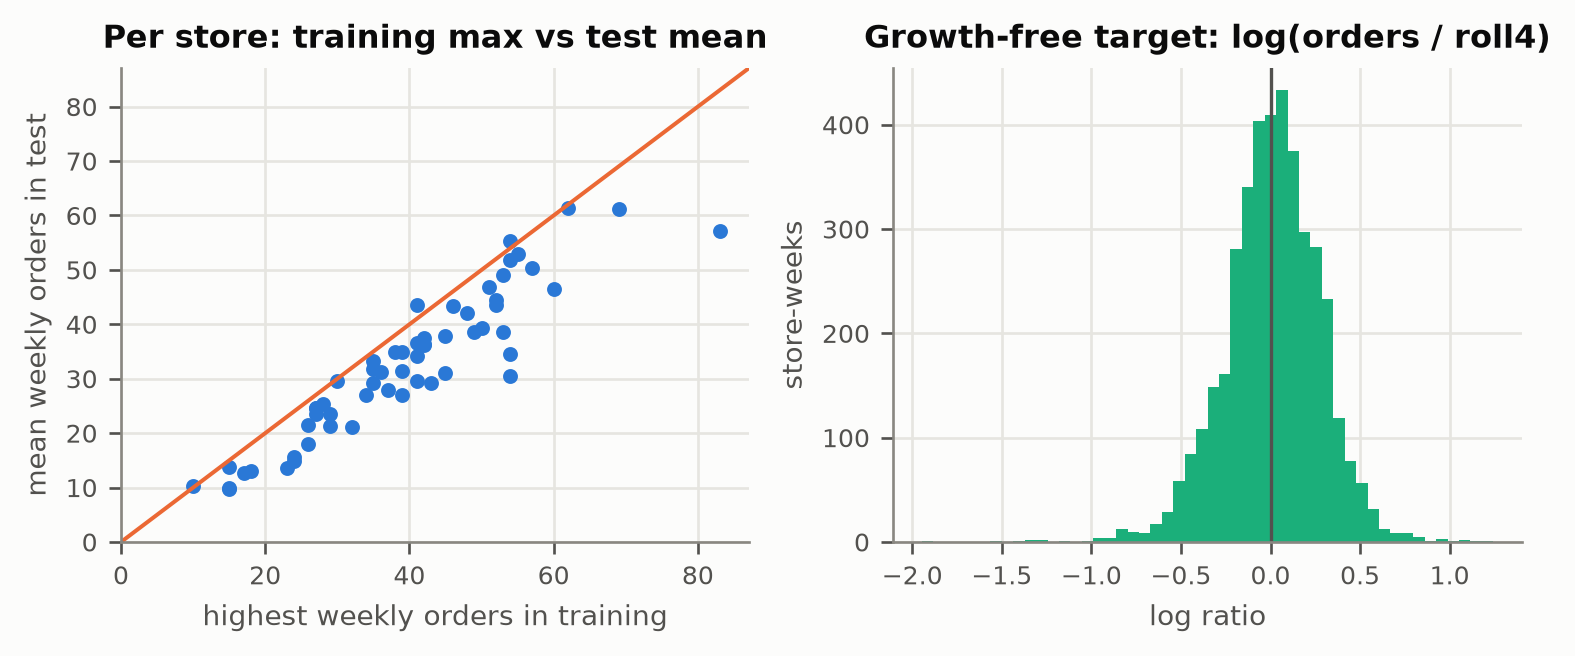 Per store: training max vs test mean
mean weekly orders in test
80
70
60
50
40
30
20
10
0
0 20 40 60 80
highest weekly orders in training
Growth-free target: log(orders / roll4)
store-weeks
400
300
200
100
0
−2.0 −1.5 −1.0 −0.5 0.0 0.5 1.0
log ratio